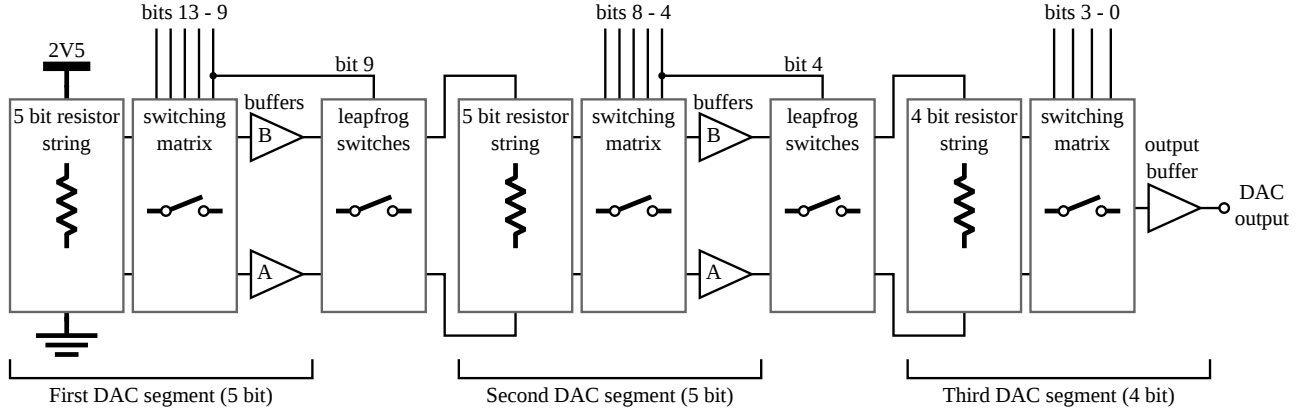 bits 13 - 9
bits 8 - 4
bits 3 - 0
2V5
bit 9
bit 4
5 bit resistor
string
switching
matrix
buffers
B
A
leapfrog
switches
5 bit resistor
string
switching
matrix
buffers
B
A
leapfrog
switches
4 bit resistor
string
switching
matrix
output
buffer
DAC
output
First DAC segment (5 bit)
Second DAC segment (5 bit)
Third DAC segment (4 bit)